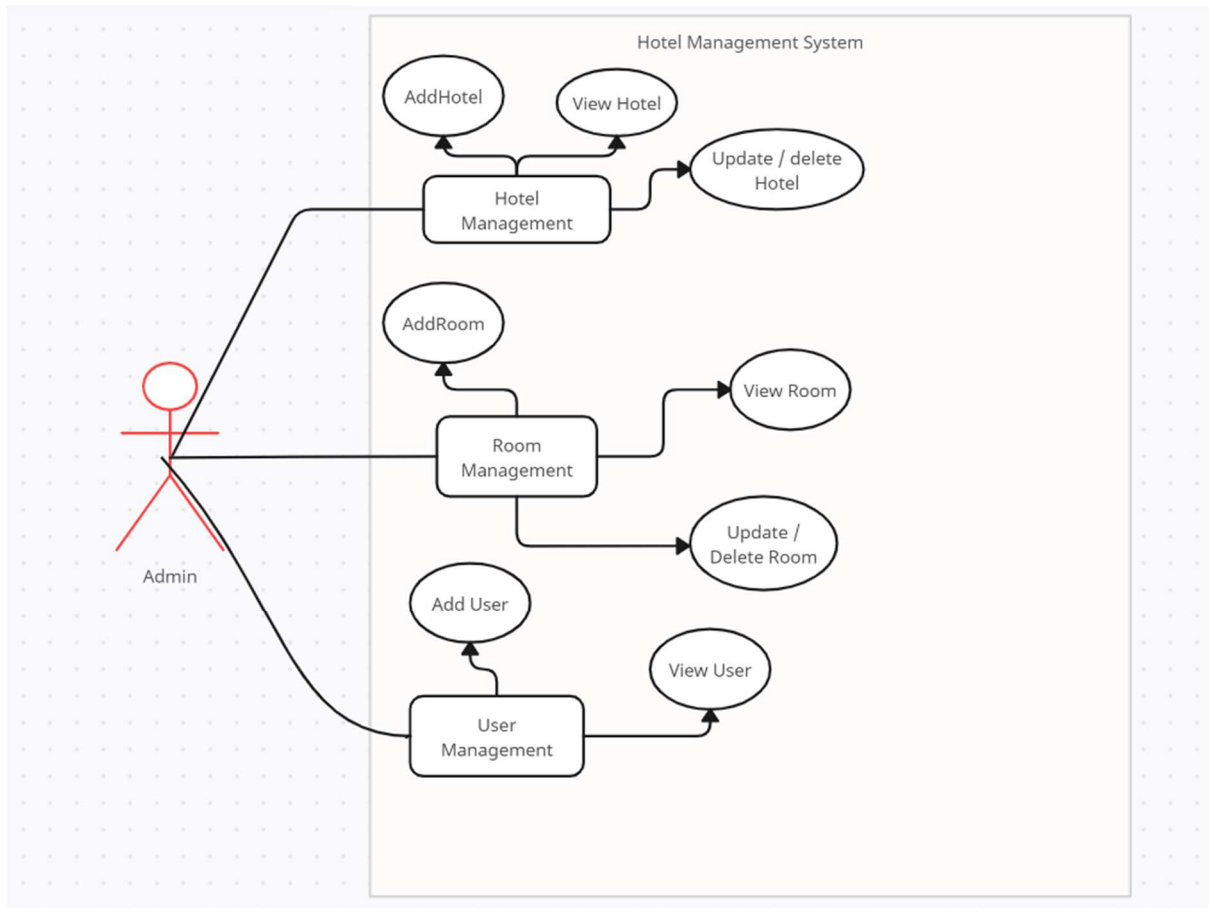 Hotel Management System
AddHotel
View Hotel
Update / delete
Hotel
Hotel
Management
AddRoom
View Room
Room
Management
Update /
Delete Room
Admin
Add User
View User
User
Management